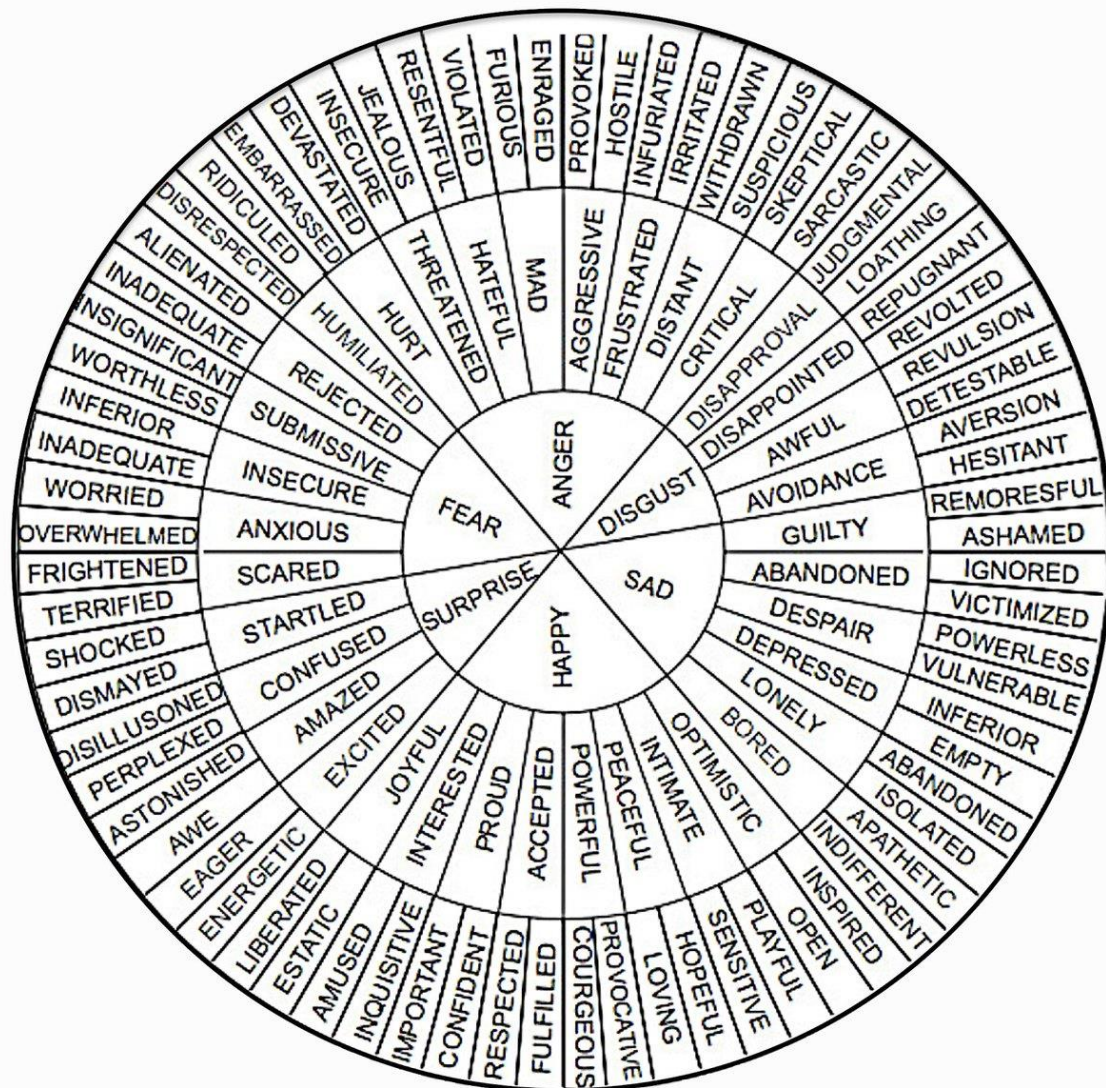 ANGER
DISGUST
SAD
HAPPY
SURPRISE
FEAR
MAD
AGGRESSIVE
FRUSTRATED
DISTANT
CRITICAL
DISAPPROVAL
DISAPPOINTED
AWFUL
AVOIDANCE
GUILTY
ABANDONED
DESPAIR
DEPRESSED
LONELY
BORED
OPTIMISTIC
INTIMATE
PEACEFUL
POWERFUL
ACCEPTED
PROUD
INTERESTED
JOYFUL
EXCITED
AMAZED
CONFUSED
STARTLED
SCARED
ANXIOUS
INSECURE
SUBMISSIVE
REJECTED
HUMILIATED
HURT
THREATENED
HATEFUL
ENRAGED
PROVOKED
HOSTILE
INFURIATED
IRRITATED
WITHDRAWN
SUSPICIOUS
SKEPTICAL
SARCASTIC
JUDGMENTAL
LOATHING
REPUGNANT
REVOLTED
REVULSION
DETESTABLE
AVERSION
HESITANT
REMORESFUL
ASHAMED
IGNORED
VICTIMIZED
POWERLESS
VULNERABLE
INFERIOR
EMPTY
ABANDONED
ISOLATED
APATHETIC
INDIFFERENT
INSPIRED
OPEN
PLAYFUL
SENSITIVE
HOPEFUL
LOVING
PROVOCATIVE
COURGEOUS
FULFILLED
RESPECTED
CONFIDENT
IMPORTANT
INQUISITIVE
AMUSED
ESTATIC
LIBERATED
ENERGETIC
EAGER
AWE
ASTONISHED
PERPLEXED
DISILLUSONED
DISMAYED
SHOCKED
TERRIFIED
FRIGHTENED
OVERWHELMED
WORRIED
INADEQUATE
INFERIOR
WORTHLESS
INSIGNIFICANT
INADEQUATE
ALIENATED
DISRESPECTED
RIDICULED
EMBARRASSED
DEVASTATED
INSECURE
JEALOUS
RESENTFUL
VIOLATED
FURIOUS